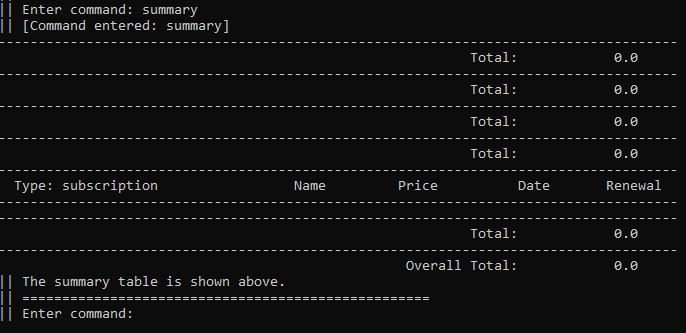 || Enter command: summary
|| [Command entered: summary]
-------------------------------------------------------------------------------------
Total: 0.0
-------------------------------------------------------------------------------------
Total: 0.0
-------------------------------------------------------------------------------------
Total: 0.0
-------------------------------------------------------------------------------------
Total: 0.0
-------------------------------------------------------------------------------------
Type: subscription Name Price Date Renewal
-------------------------------------------------------------------------------------
-------------------------------------------------------------------------------------
Total: 0.0
-------------------------------------------------------------------------------------
Overall Total: 0.0
|| The summary table is shown above.
|| ===================================================
|| Enter command: